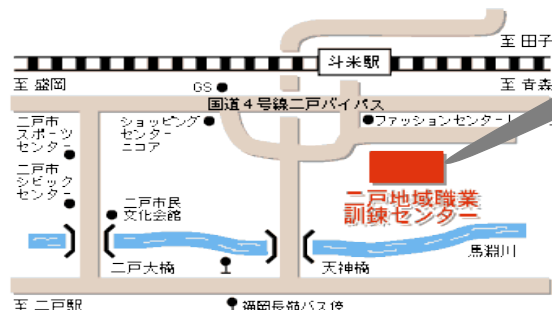 至 田子
斗米駅
至 盛岡
至 青森
GS
国道４号線二戸バイパス
二戸市
スポーツ
センター
ショッピング
センター
ニコア
ファッションセンター
二戸市
シビック
センター
二戸地域職業
訓練センター
二戸市民
文化会館
馬淵川
二戸大橋
天神橋
至 二戸駅
福岡長嶺バス停